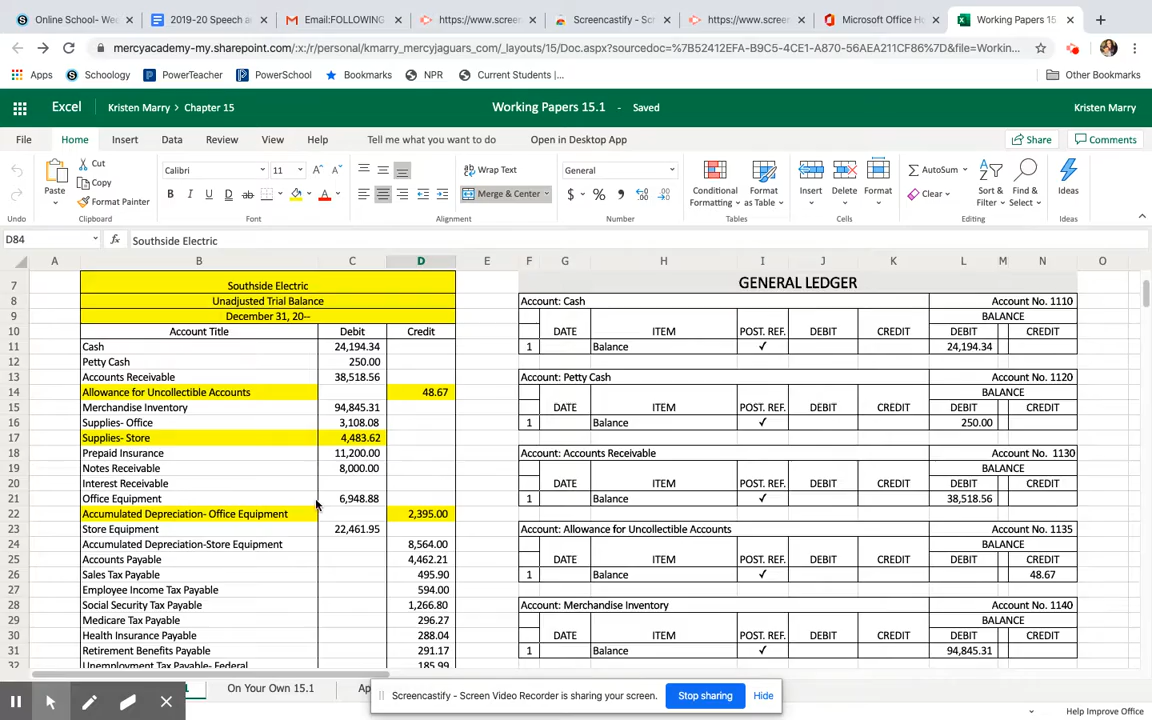 Online School- Wed
2019-20 Speech a
Email:FOLLOWING
https://www.screen
Screencastify - Scre
https://www.screen
Microsoft Office Ho
Working Papers 15.1
mercyacademy-my.sharepoint.com/:x:/r/personal/kmarry_mercyjaguars_com/_layouts/15/Doc.aspx?sourcedoc=%7B52412EFA-B9C5-4CE1-A870-56AEA211CF86%7D&file=Workin...
Apps
Schoology
PowerTeacher
PowerSchool
Bookmarks
NPR
Current Students |...
Other Bookmarks
Excel
Kristen Marry > Chapter 15
Working Papers 15.1 - Saved
Kristen Marry
File Home Insert Data Review View Help Tell me what you want to do Open in Desktop App Share Comments
Paste
Cut
Copy
Format Painter
Calibri 11
B I U D ab A
Wrap Text
Merge & Center
General
$ % , .00
Conditional Formatting
Format as Table
Insert Delete Format
AutoSum
Clear
Sort & Filter
Find & Select
Ideas
Undo Clipboard Font Alignment Number Tables Cells Editing Ideas
D84 fx Southside Electric
A B C D E F G H I J K L M N O
7 Southside Electric GENERAL LEDGER
8 Unadjusted Trial Balance Account: Cash Account No. 1110
9 December 31, 20-- BALANCE
10 Account Title Debit Credit DATE ITEM POST. REF. DEBIT CREDIT DEBIT CREDIT
11 Cash 24,194.34 1 Balance ✓ 24,194.34
12 Petty Cash 250.00
13 Accounts Receivable 38,518.56 Account: Petty Cash Account No. 1120
14 Allowance for Uncollectible Accounts 48.67 BALANCE
15 Merchandise Inventory 94,845.31 DATE ITEM POST. REF. DEBIT CREDIT DEBIT CREDIT
16 Supplies- Office 3,108.08 1 Balance ✓ 250.00
17 Supplies- Store 4,483.62
18 Prepaid Insurance 11,200.00 Account: Accounts Receivable Account No. 1130
19 Notes Receivable 8,000.00 BALANCE
20 Interest Receivable DATE ITEM POST. REF. DEBIT CREDIT DEBIT CREDIT
21 Office Equipment 6,948.88 1 Balance ✓ 38,518.56
22 Accumulated Depreciation- Office Equipment 2,395.00
23 Store Equipment 22,461.95 Account: Allowance for Uncollectible Accounts Account No. 1135
24 Accumulated Depreciation-Store Equipment 8,564.00 BALANCE
25 Accounts Payable 4,462.21 DATE ITEM POST. REF. DEBIT CREDIT DEBIT CREDIT
26 Sales Tax Payable 495.90 1 Balance ✓ 48.67
27 Employee Income Tax Payable 594.00
28 Social Security Tax Payable 1,266.80 Account: Merchandise Inventory Account No. 1140
29 Medicare Tax Payable 296.27 BALANCE
30 Health Insurance Payable 288.04 DATE ITEM POST. REF. DEBIT CREDIT DEBIT CREDIT
31 Retirement Benefits Payable 291.17 1 Balance ✓ 94,845.31
32 Unemployment Tax Payable- Federal 185.99
1 On Your Own 15.1 Ap
Screencastify - Screen Video Recorder is sharing your screen. Stop sharing Hide
Help Improve Office